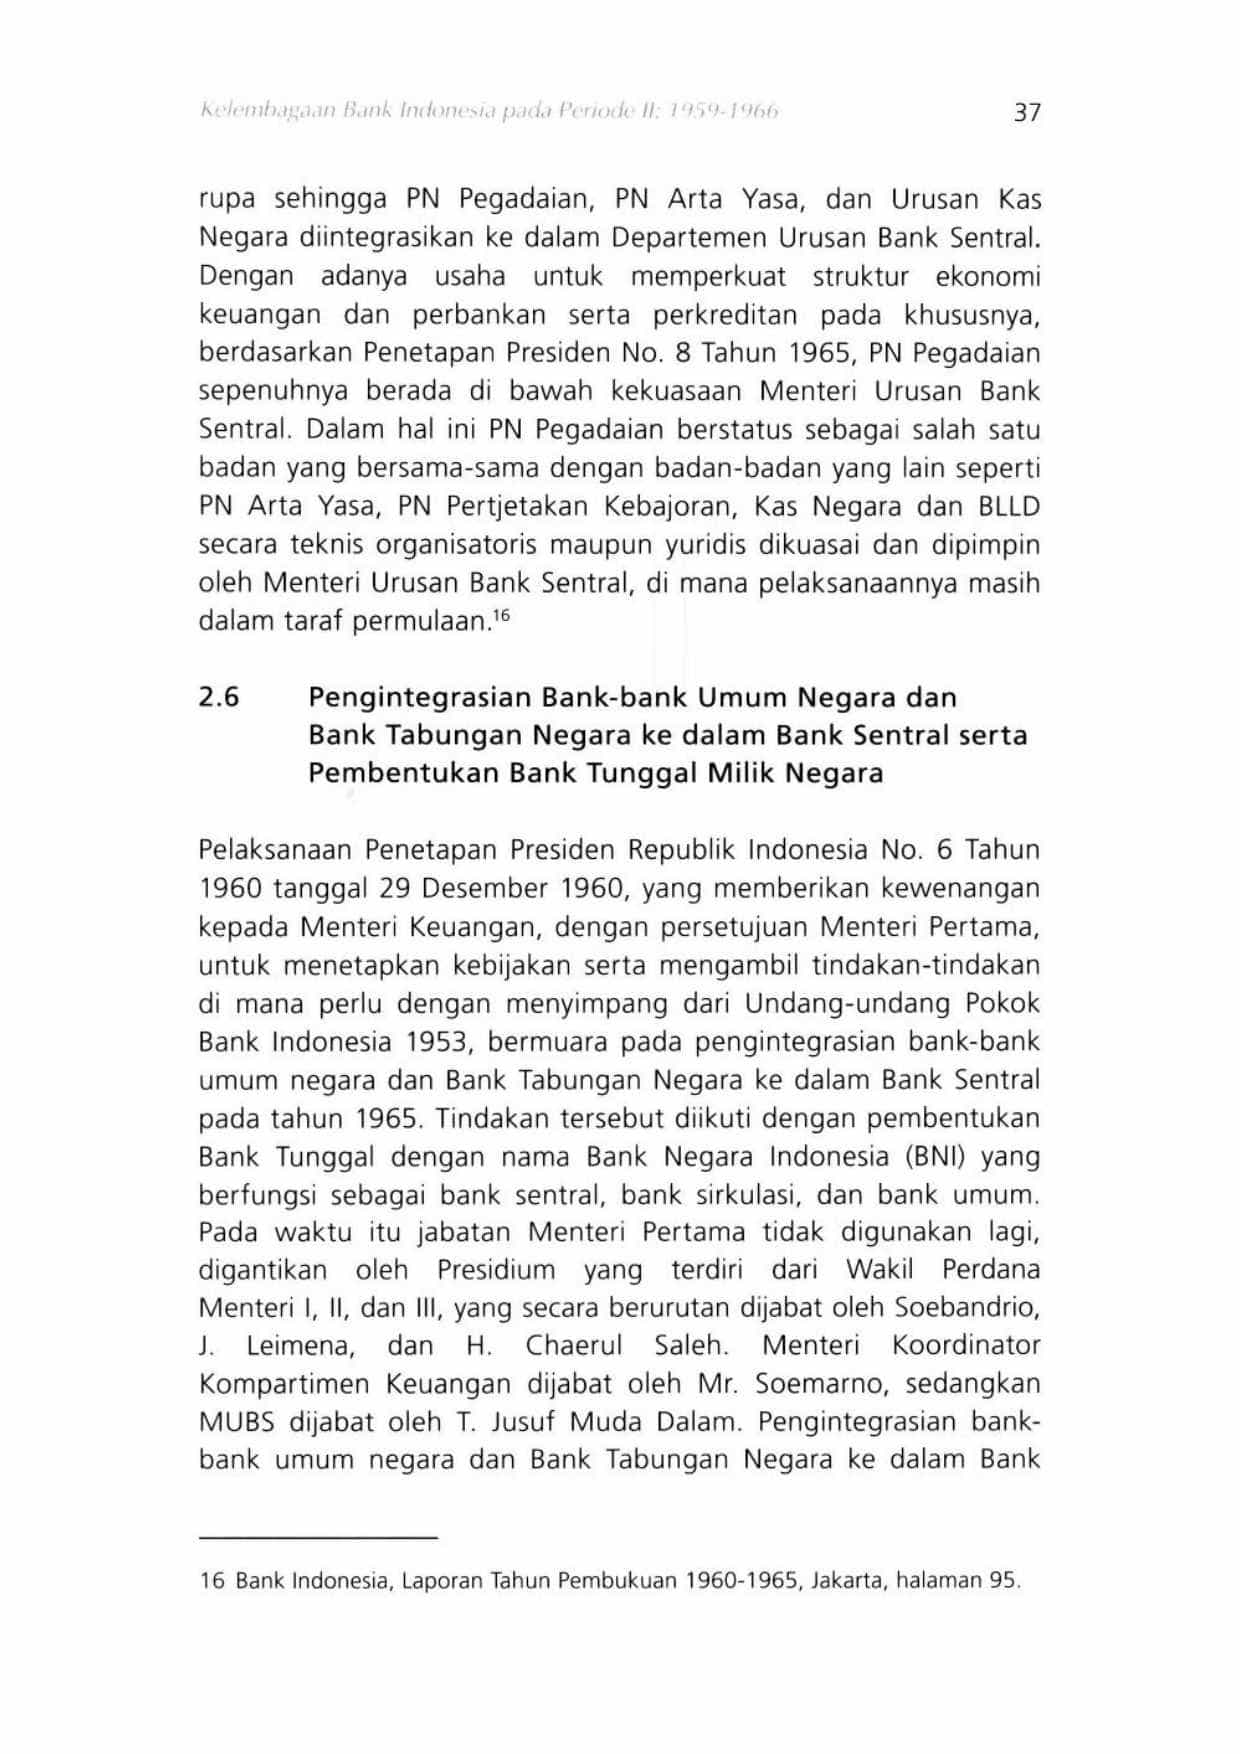 Kelembagaan Bank Indonesia pada Periode II: 1959-1966 37
rupa sehingga PN Pegadaian, PN Arta Yasa, dan Urusan Kas
Negara diintegrasikan ke dalam Departemen Urusan Bank Sentral.
Dengan adanya usaha untuk memperkuat struktur ekonomi
keuangan dan perbankan serta perkreditan pada khususnya,
berdasarkan Penetapan Presiden No. 8 Tahun 1965, PN Pegadaian
sepenuhnya berada di bawah kekuasaan Menteri Urusan Bank
Sentral. Dalam hal ini PN Pegadaian berstatus sebagai salah satu
badan yang bersama-sama dengan badan-badan yang lain seperti
PN Arta Yasa, PN Pertjetakan Kebajoran, Kas Negara dan BLLD
secara teknis organisatoris maupun yuridis dikuasai dan dipimpin
oleh Menteri Urusan Bank Sentral, di mana pelaksanaannya masih
dalam taraf permulaan.16
2.6 Pengintegrasian Bank-bank Umum Negara dan
Bank Tabungan Negara ke dalam Bank Sentral serta
Pembentukan Bank Tunggal Milik Negara
Pelaksanaan Penetapan Presiden Republik Indonesia No. 6 Tahun
1960 tanggal 29 Desember 1960, yang memberikan kewenangan
kepada Menteri Keuangan, dengan persetujuan Menteri Pertama,
untuk menetapkan kebijakan serta mengambil tindakan-tindakan
di mana perlu dengan menyimpang dari Undang-undang Pokok
Bank Indonesia 1953, bermuara pada pengintegrasian bank-bank
umum negara dan Bank Tabungan Negara ke dalam Bank Sentral
pada tahun 1965. Tindakan tersebut diikuti dengan pembentukan
Bank Tunggal dengan nama Bank Negara Indonesia (BNI) yang
berfungsi sebagai bank sentral, bank sirkulasi, dan bank umum.
Pada waktu itu jabatan Menteri Pertama tidak digunakan lagi,
digantikan oleh Presidium yang terdiri dari Wakil Perdana
Menteri I, II, dan III, yang secara berurutan dijabat oleh Soebandrio,
J. Leimena, dan H. Chaerul Saleh. Menteri Koordinator
Kompartimen Keuangan dijabat oleh Mr. Soemarno, sedangkan
MUBS dijabat oleh T. Jusuf Muda Dalam. Pengintegrasian bank-
bank umum negara dan Bank Tabungan Negara ke dalam Bank
16 Bank Indonesia, Laporan Tahun Pembukuan 1960-1965, Jakarta, halaman 95.